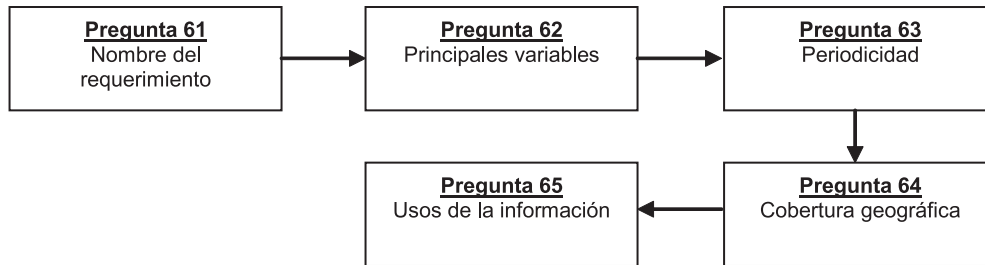 Pregunta 61
Nombre del
requerimiento
Pregunta 62
Principales variables
Pregunta 63
Periodicidad
Pregunta 64
Cobertura geográfica
Pregunta 65
Usos de la información